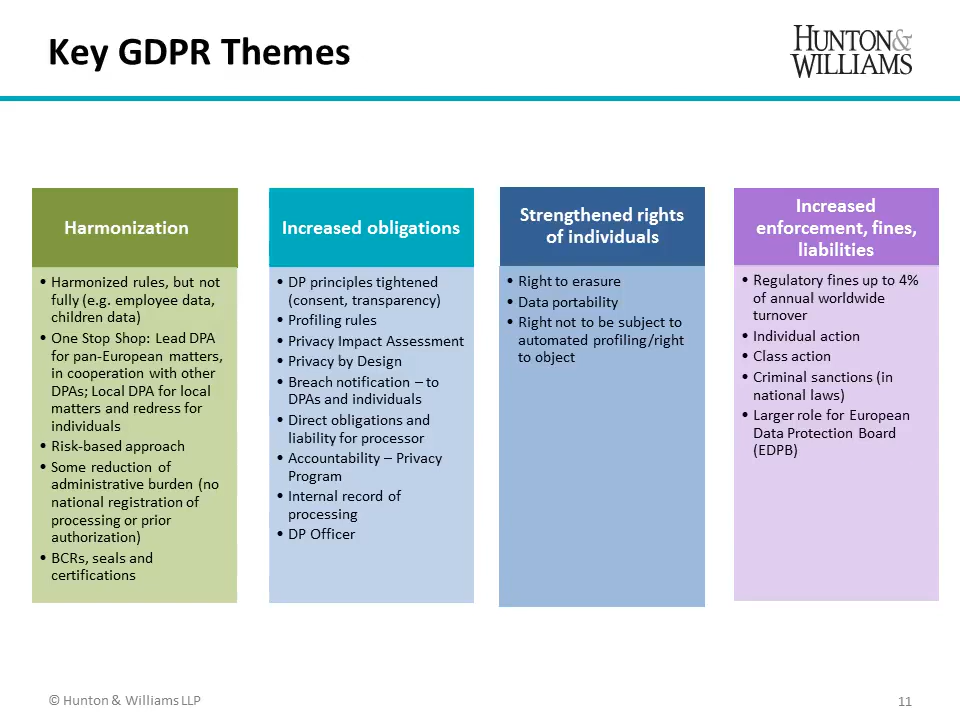 Key GDPR Themes
HUNTON&
WILLIAMS
Harmonization
• Harmonized rules, but not
fully (e.g. employee data,
children data)
• One Stop Shop: Lead DPA
for pan-European matters,
in cooperation with other
DPAs; Local DPA for local
matters and redress for
individuals
• Risk-based approach
• Some reduction of
administrative burden (no
national registration of
processing or prior
authorization)
• BCRs, seals and
certifications
Increased obligations
• DP principles tightened
(consent, transparency)
• Profiling rules
• Privacy Impact Assessment
• Privacy by Design
• Breach notification – to
DPAs and individuals
• Direct obligations and
liability for processor
• Accountability – Privacy
Program
• Internal record of
processing
• DP Officer
Strengthened rights
of individuals
• Right to erasure
• Data portability
• Right not to be subject to
automated profiling/right
to object
Increased
enforcement, fines,
liabilities
• Regulatory fines up to 4%
of annual worldwide
turnover
• Individual action
• Class action
• Criminal sanctions (in
national laws)
• Larger role for European
Data Protection Board
(EDPB)
© Hunton & Williams LLP
11